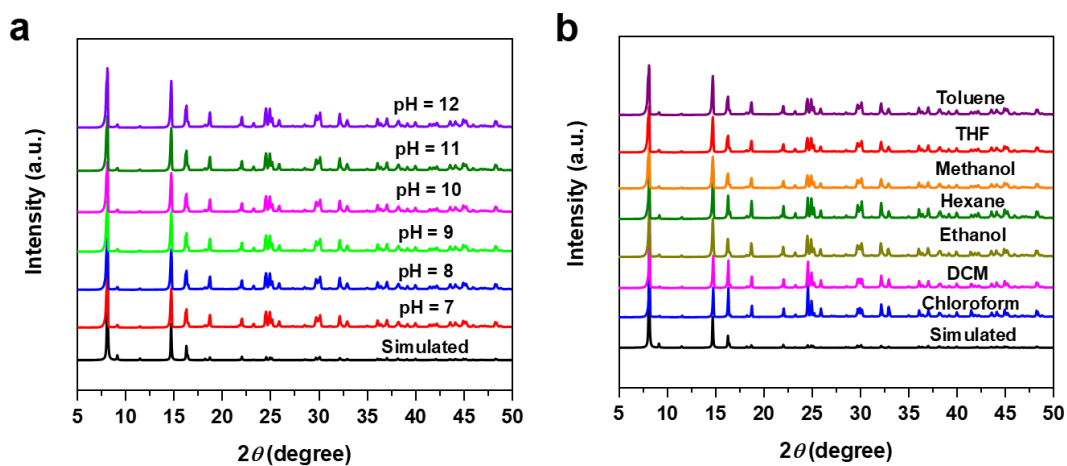 a
pH = 12
pH = 11
pH = 10
pH = 9
pH = 8
pH = 7
Simulated
Intensity (a.u.)
5 10 15 20 25 30 35 40 45 50
2θ (degree)
b
Toluene
THF
Methanol
Hexane
Ethanol
DCM
Chloroform
Simulated
Intensity (a.u.)
5 10 15 20 25 30 35 40 45 50
2θ (degree)